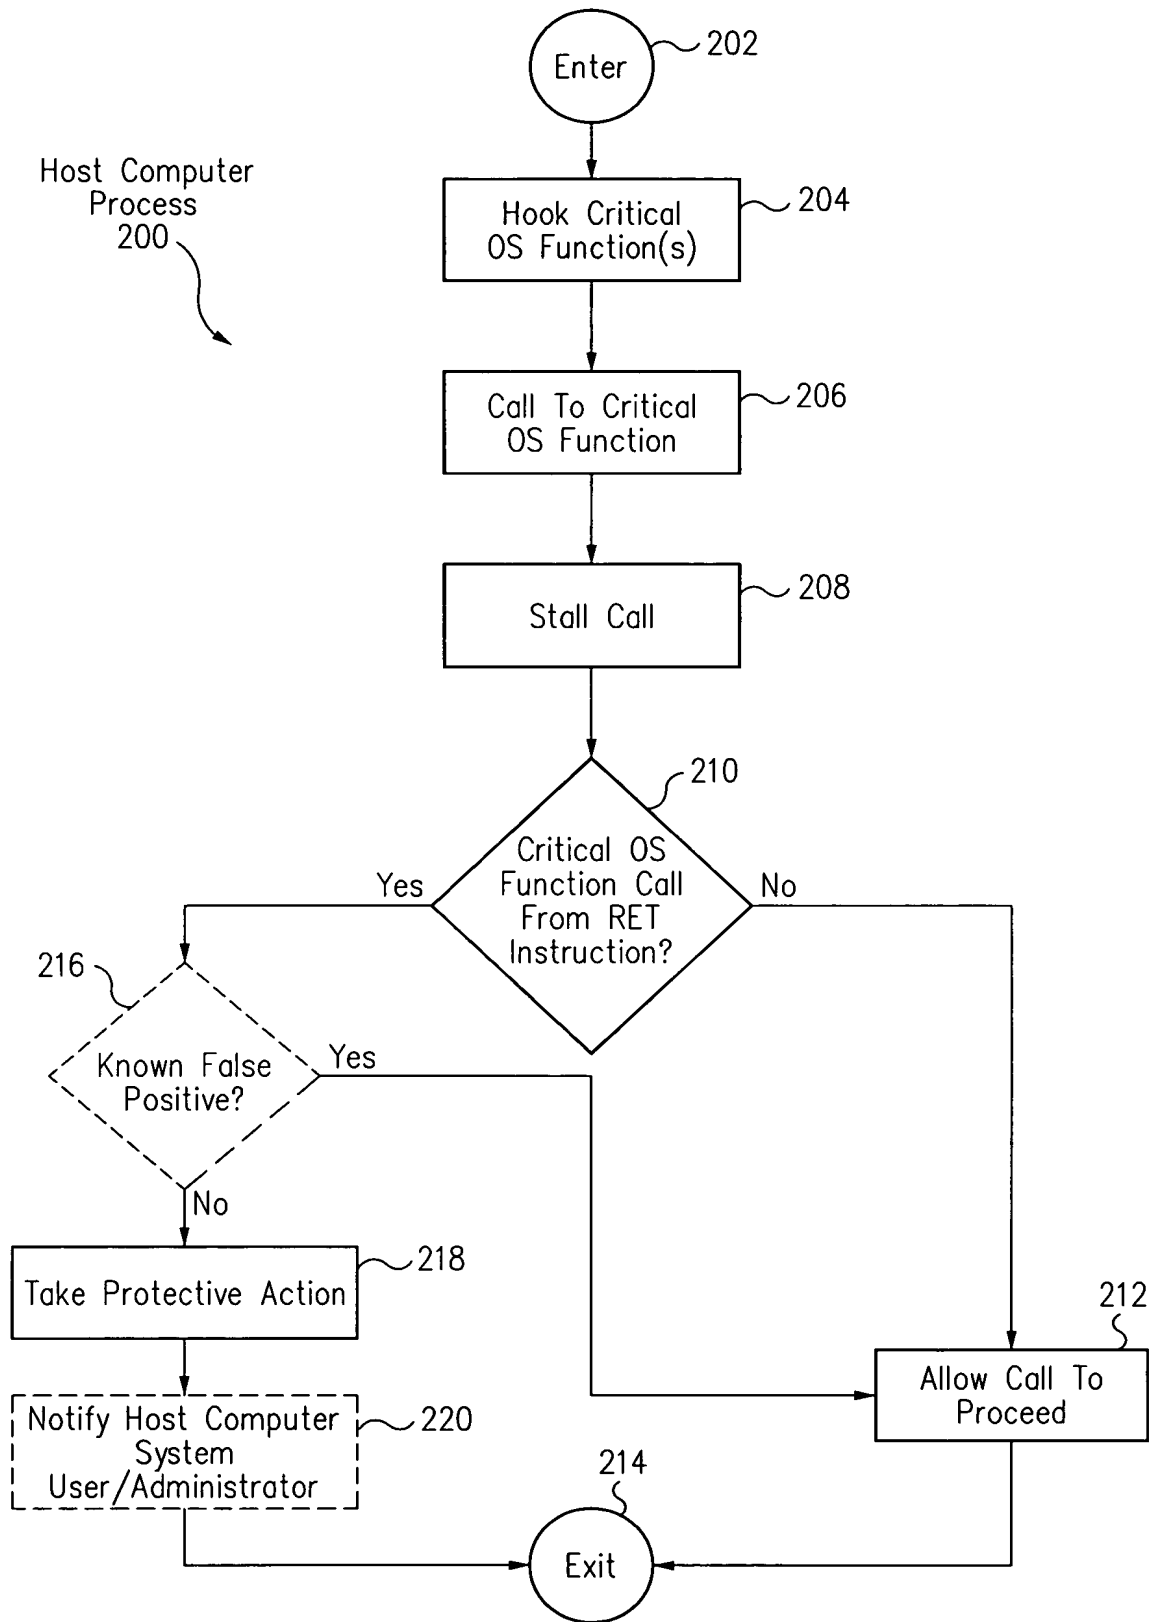 Enter
202
Host Computer
Process
200
Hook Critical
OS Function(s)
204
Call To Critical
OS Function
206
Stall Call
208
210
Critical OS
Function Call
From RET
Instruction?
Yes
No
216
Known False
Positive?
Yes
No
Take Protective Action
218
212
Allow Call To
Proceed
Notify Host Computer
System
User/Administrator
220
214
Exit